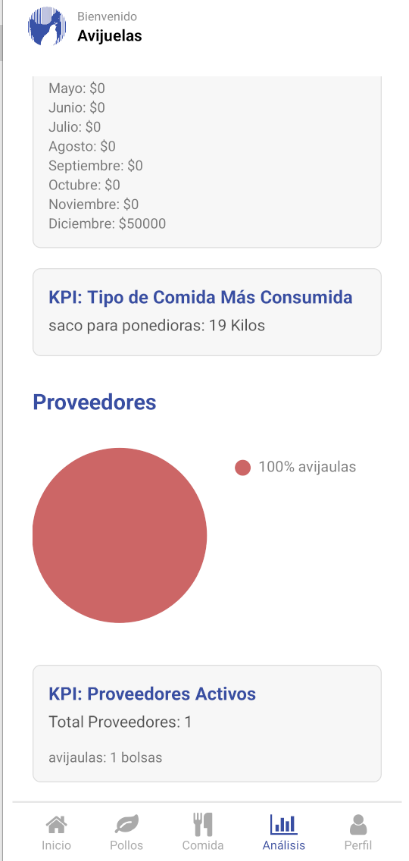 Bienvenido
Avijuelas
Mayo: $0
Junio: $0
Julio: $0
Agosto: $0
Septiembre: $0
Octubre: $0
Noviembre: $0
Diciembre: $50000
KPI: Tipo de Comida Más Consumida
saco para ponedioras: 19 Kilos
Proveedores
100% avijaulas
KPI: Proveedores Activos
Total Proveedores: 1
avijaulas: 1 bolsas
Inicio
Pollos
Comida
Análisis
Perfil